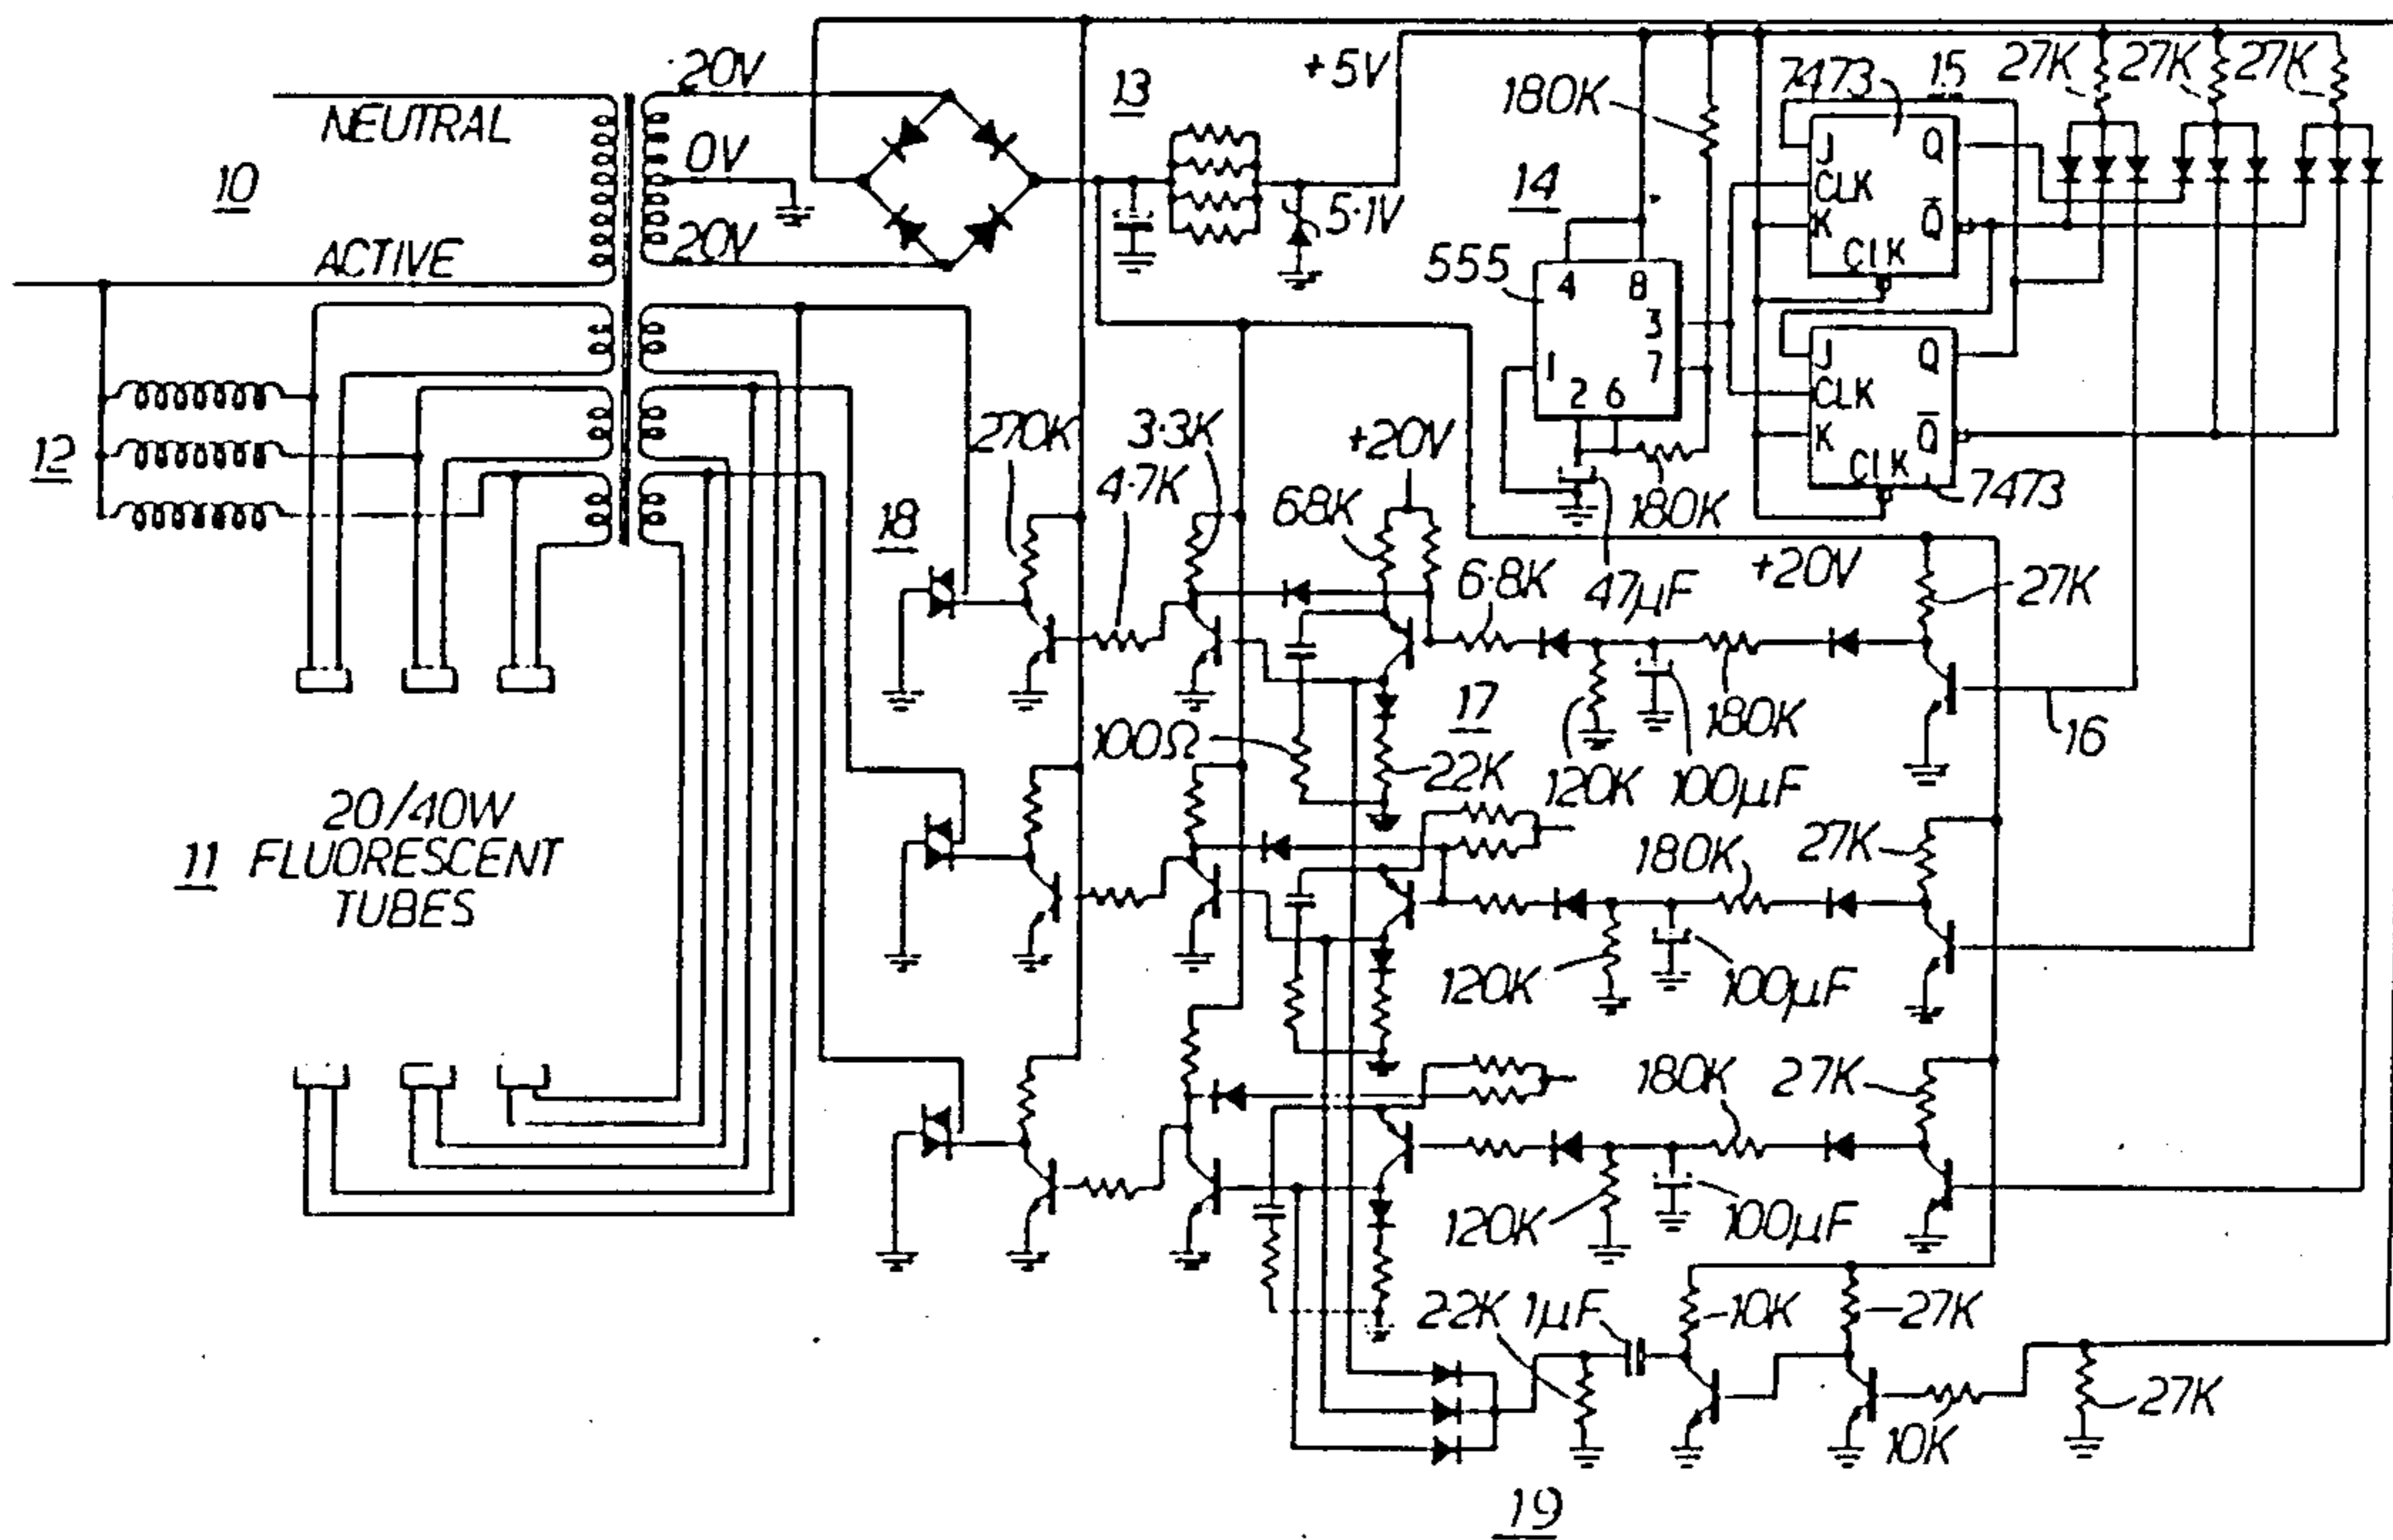 20V
NEUTRAL
0V
10
20V
ACTIVE
13
+5V
5·1V
180K
14
555
4 8
3
7
1
2 6
7473
15
27K 27K 27K
J Q
CLK
K Q̅
CLK
J Q
CLK
K Q̅
CLK
7473
12
18
270K
4·7K
3·3K
+20V
68K
180K
6·8K
47µF
+20V
27K
16
17
180K
100Ω
22K
120K
100µF
20/40W
11 FLUORESCENT
TUBES
180K
27K
120K
100µF
180K
27K
120K
100µF
22K
1µF
10K
27K
10K
27K
19